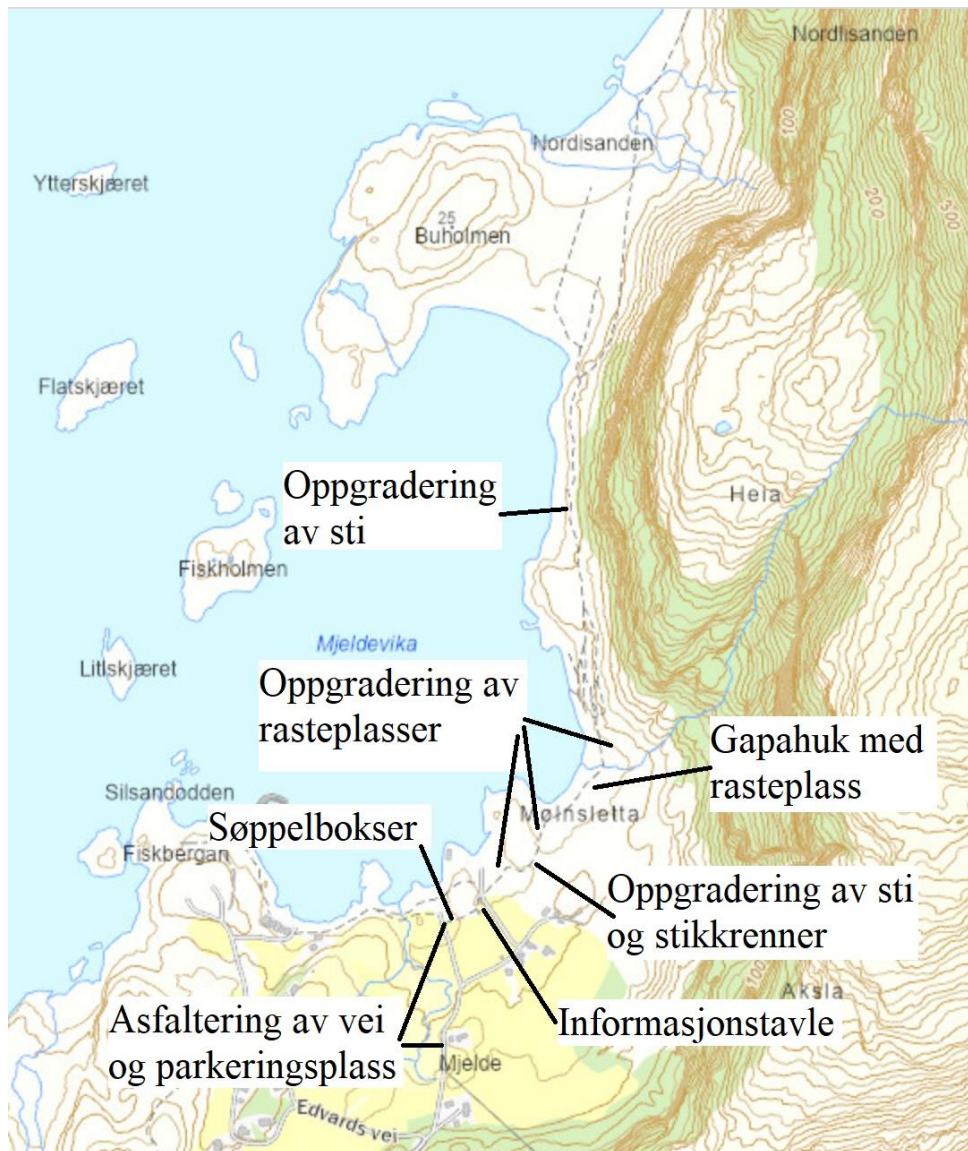 Nordlisanden
100
Nordisanden
Ytterskjæret
200
300
25
Buholmen
Flatskjæret
Oppgradering
av sti
Heia
Fiskholmen
Mjeldevika
Litlskjæret
Oppgradering av
rasteplasser
Gapahuk med
rasteplass
Silsandodden
Mølnsletta
Søppelbokser
Fiskbergan
Oppgradering av sti
og stikkrenner
Aksla
100
Asfaltering av vei
og parkeringsplass
Informasjonstavle
Mjelde
Edvards vei